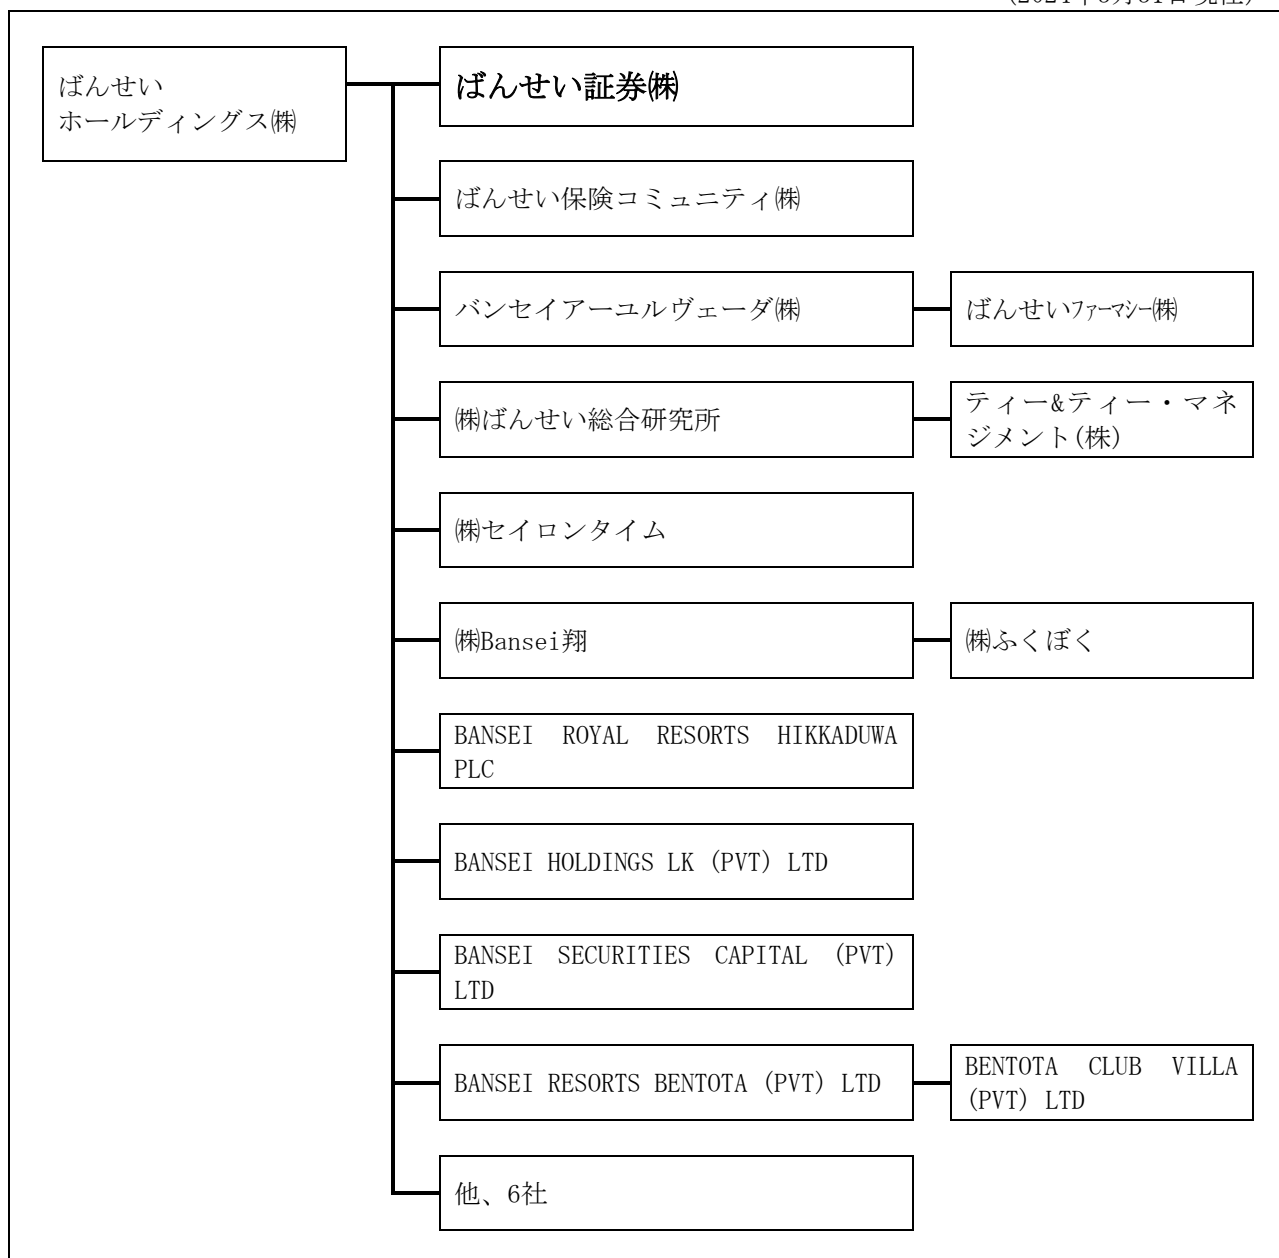 ばんせい
ホールディングス㈱
ばんせい証券㈱
ばんせい保険コミュニティ㈱
バンセイアーユルヴェーダ㈱
ばんせいﾌｧｰﾏｼｰ㈱
㈱ばんせい総合研究所
ティー&ティー・マネ
ジメント(株)
㈱セイロンタイム
㈱Bansei翔
㈱ふくぼく
BANSEI ROYAL RESORTS HIKKADUWA
PLC
BANSEI HOLDINGS LK (PVT) LTD
BANSEI SECURITIES CAPITAL (PVT)
LTD
BANSEI RESORTS BENTOTA (PVT) LTD
BENTOTA CLUB VILLA
(PVT) LTD
他、6社